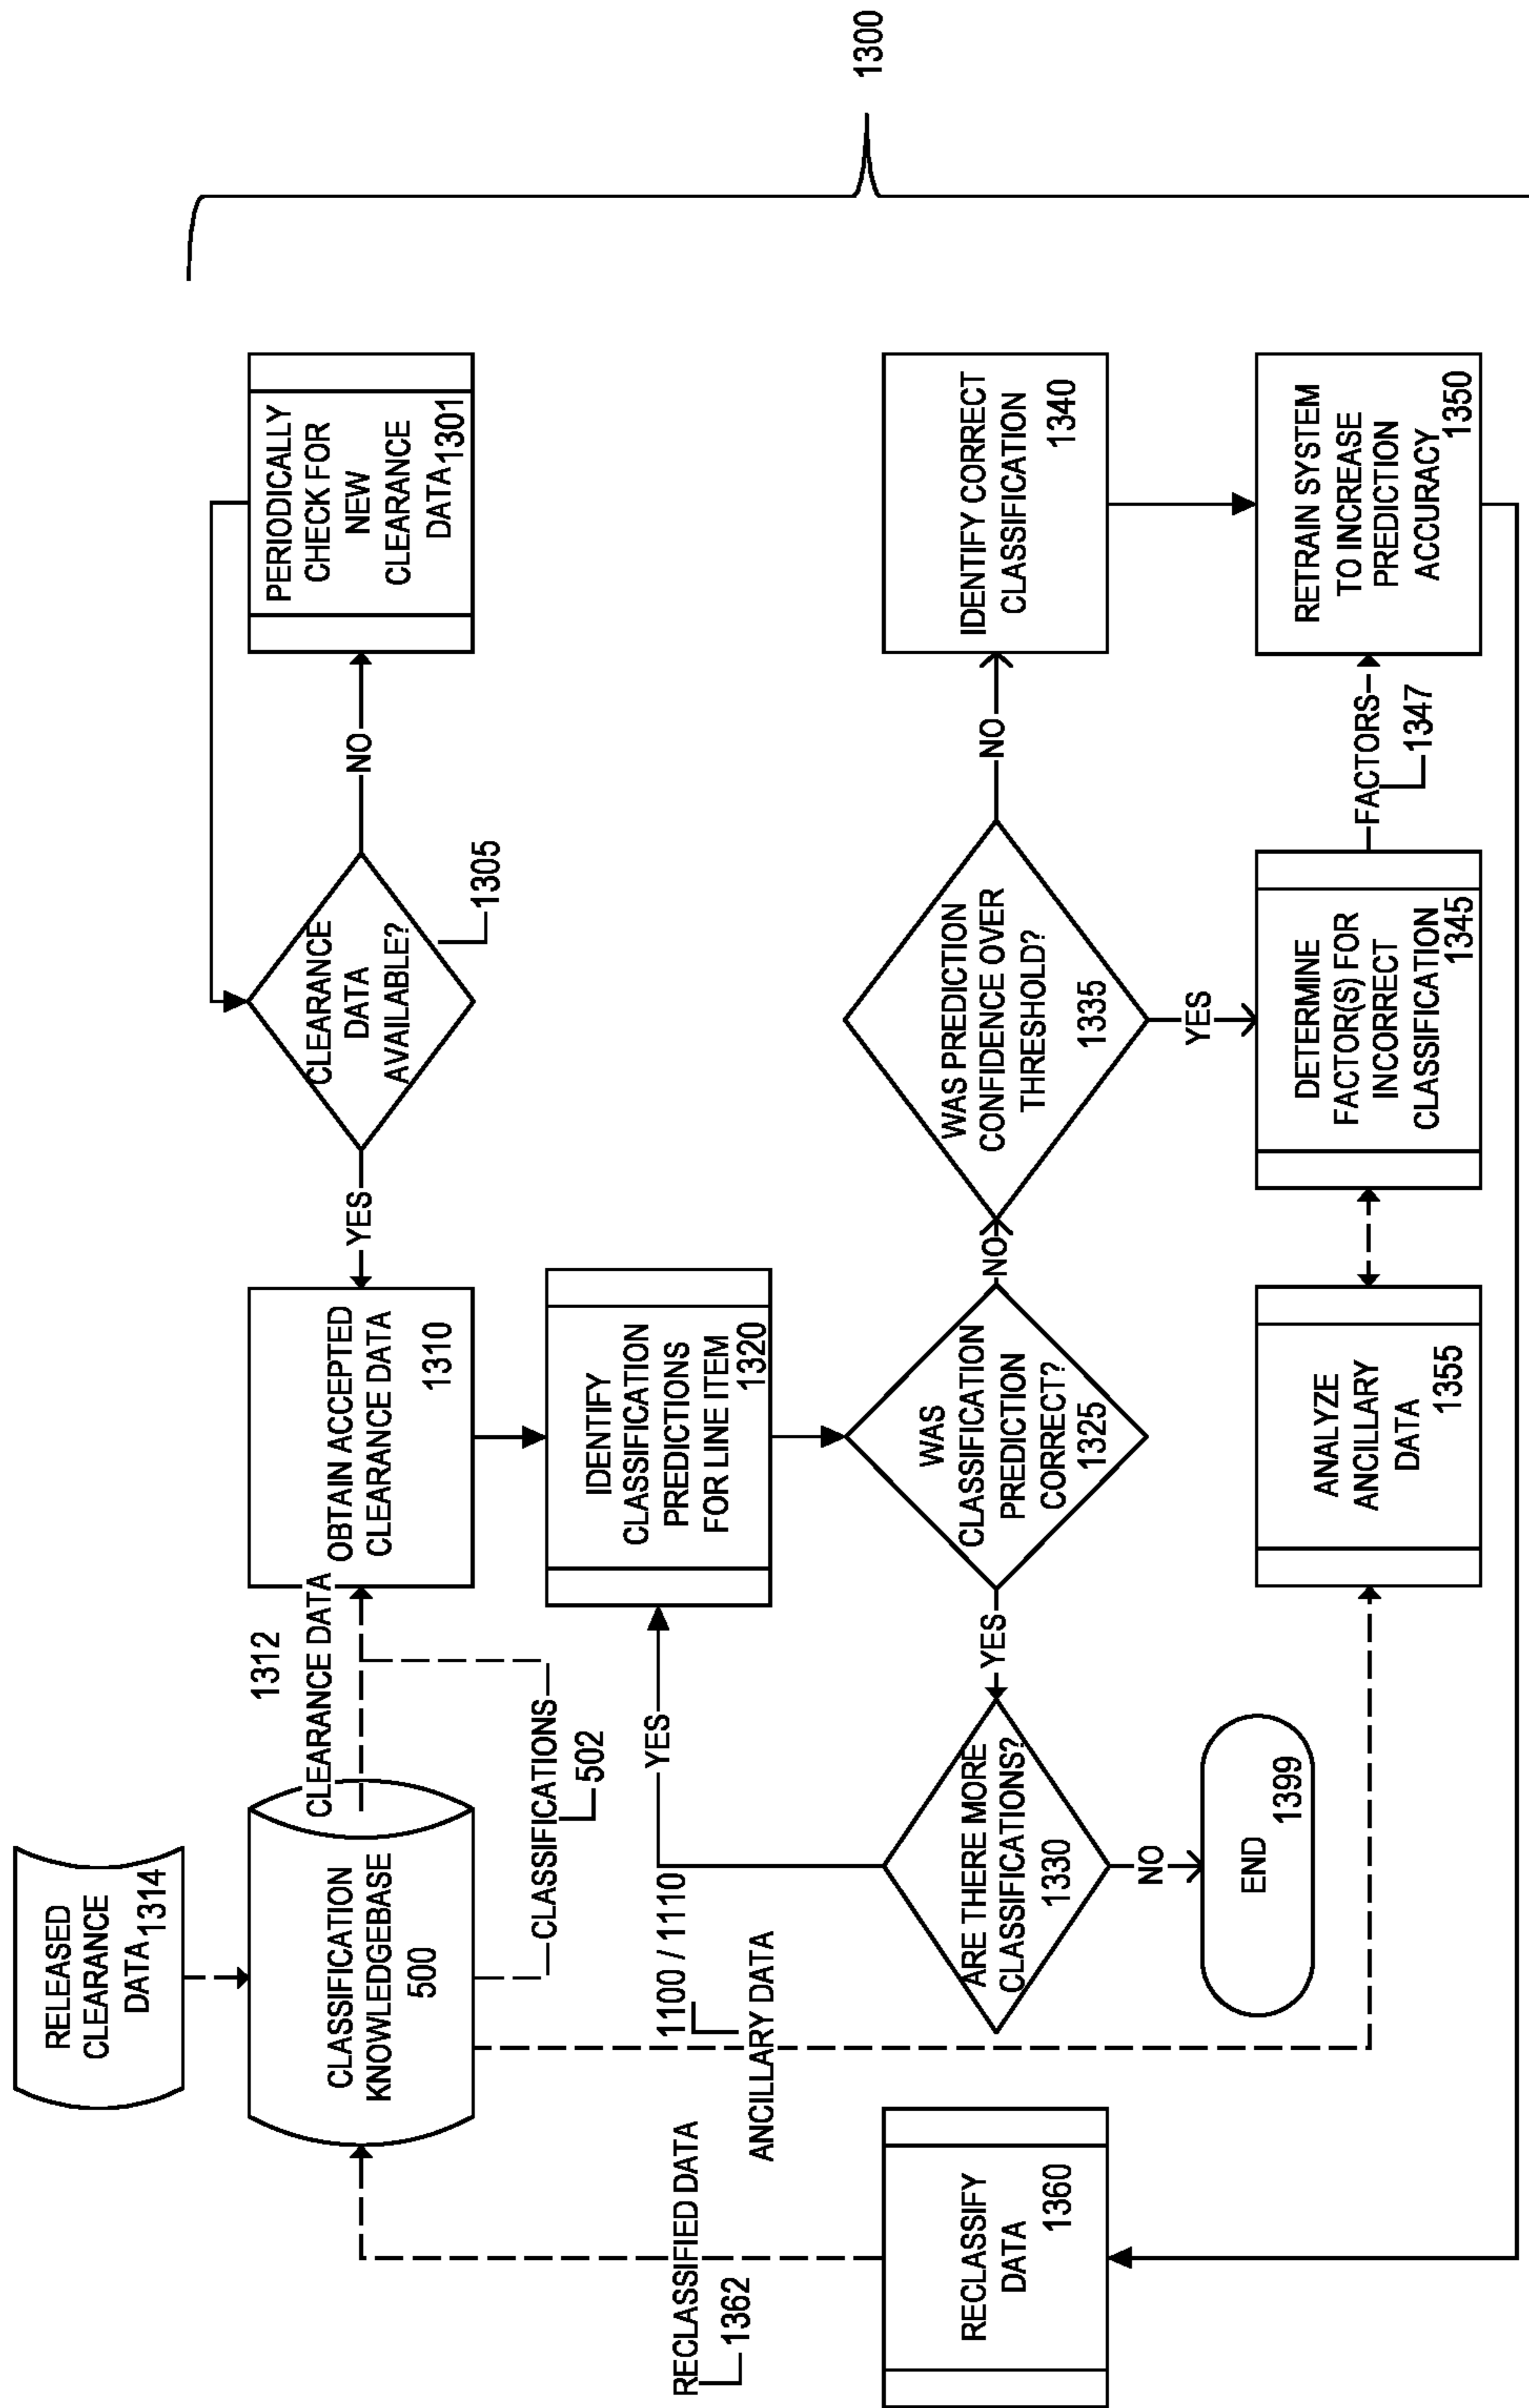 RELEASED
CLEARANCE
DATA
1314
CLASSIFICATION
KNOWLEDGEBASE
500
1312
CLEARANCE DATA
CLASSIFICATIONS
502
OBTAIN ACCEPTED
CLEARANCE DATA
1310
YES
CLEARANCE
DATA
AVAILABLE?
1305
NO
PERIODICALLY
CHECK FOR
NEW
CLEARANCE
DATA
1301
1300
IDENTIFY
CLASSIFICATION
PREDICTIONS
FOR LINE ITEM
1320
YES
1100 / 1110
ANCILLARY DATA
RECLASSIFIED DATA
1362
RECLASSIFY
DATA
1360
ARE THERE MORE
CLASSIFICATIONS?
1330
YES
WAS
CLASSIFICATION
PREDICTION
CORRECT?
1325
NO
WAS PREDICTION
CONFIDENCE OVER
THRESHOLD?
1335
NO
IDENTIFY CORRECT
CLASSIFICATION
1340
NO
END
1399
YES
ANALYZE
ANCILLARY
DATA
1355
DETERMINE
FACTOR(S) FOR
INCORRECT
CLASSIFICATION
1345
FACTORS
1347
RETRAIN SYSTEM
TO INCREASE
PREDICTION
ACCURACY
1350